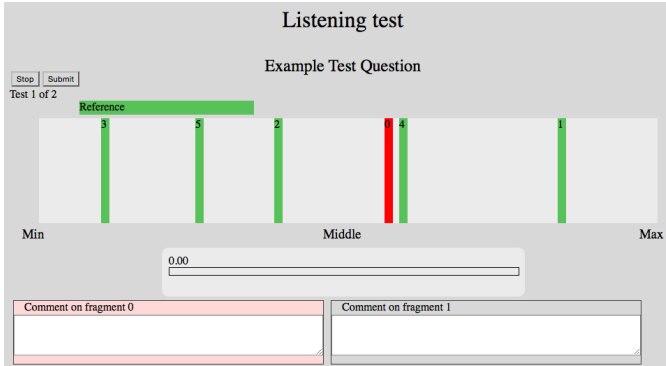 Listening test
Example Test Question
Stop Submit
Test 1 of 2
Reference
3 5 2 0 4 1
Min Middle Max
0.00
Comment on fragment 0 Comment on fragment 1